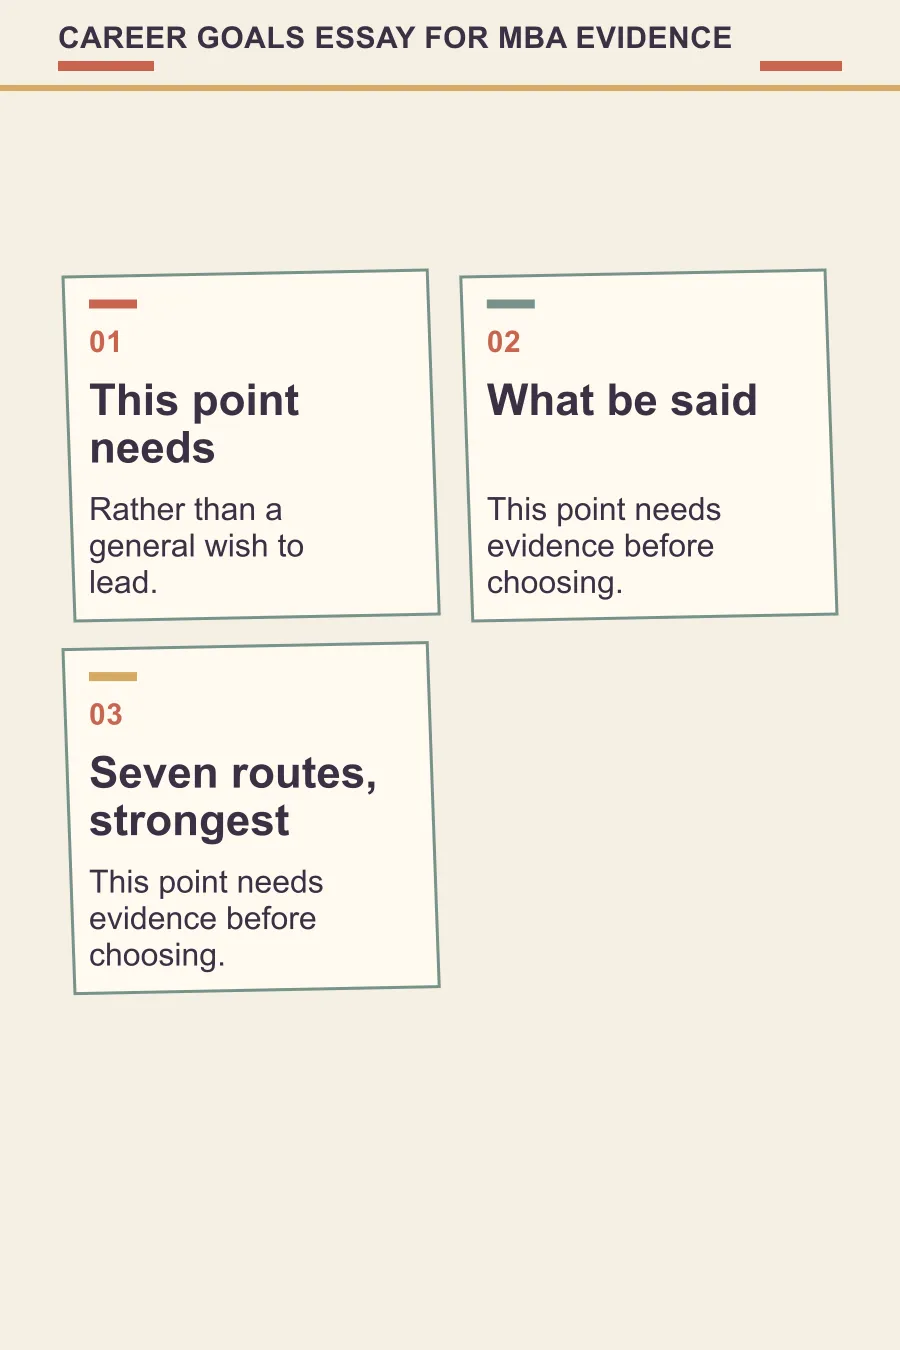 CAREER GOALS ESSAY FOR MBA EVIDENCE
01
This point
needs
Rather than a
general wish to
lead.
02
What be said
This point needs
evidence before
choosing.
03
Seven routes,
strongest
This point needs
evidence before
choosing.